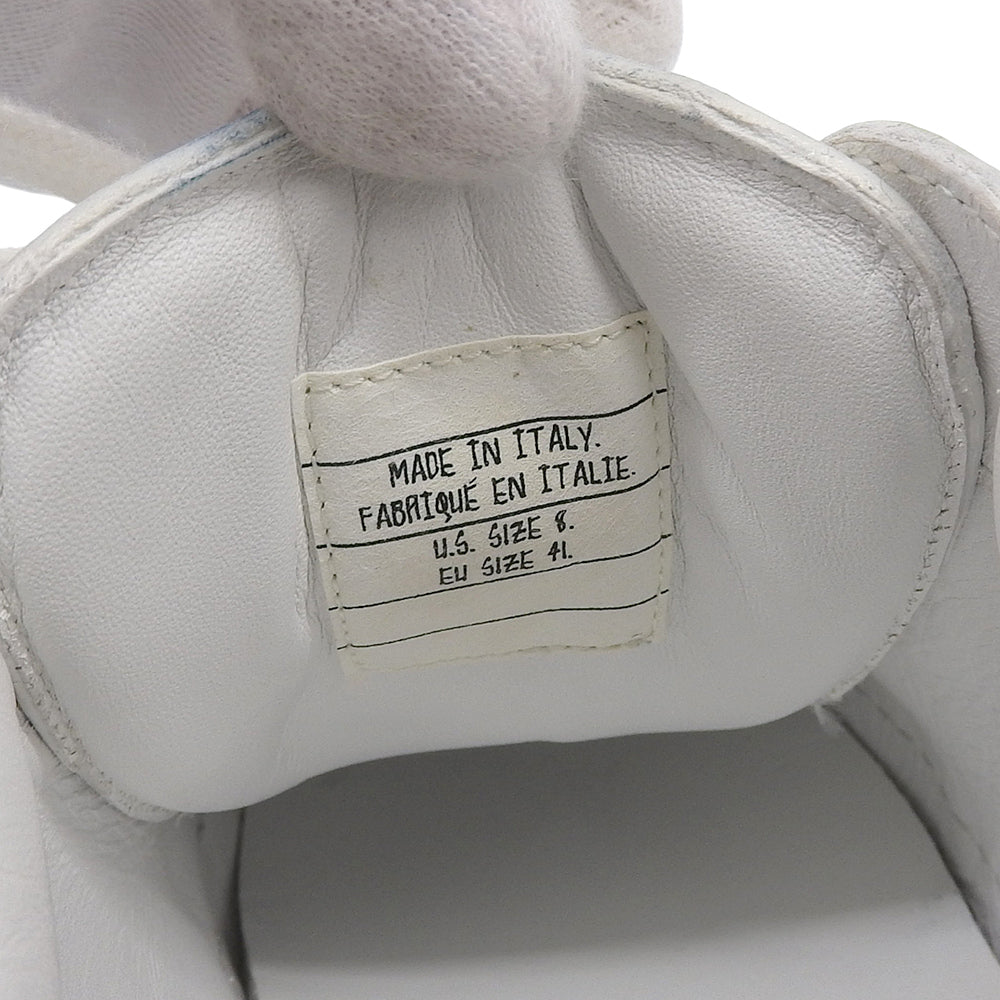 MADE IN ITALY.
FABRIQUÉ EN ITALIE.
U.S. SIZE 8.
EU SIZE 41.